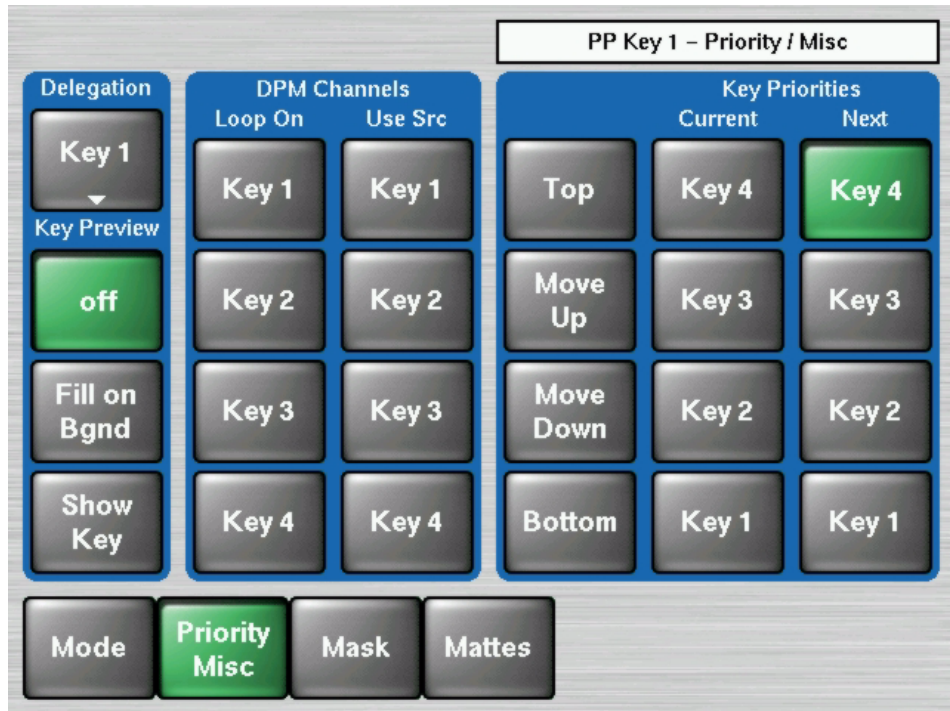 PP Key 1 – Priority / Misc
Delegation
Key 1
Key Preview
off
Fill on
Bgnd
Show
Key
DPM Channels
Loop On Use Src
Key 1 Key 1
Key 2 Key 2
Key 3 Key 3
Key 4 Key 4
Key Priorities
Current Next
Top Key 4 Key 4
Move
Up Key 3 Key 3
Move
Down Key 2 Key 2
Bottom Key 1 Key 1
Mode
Priority
Misc
Mask
Mattes